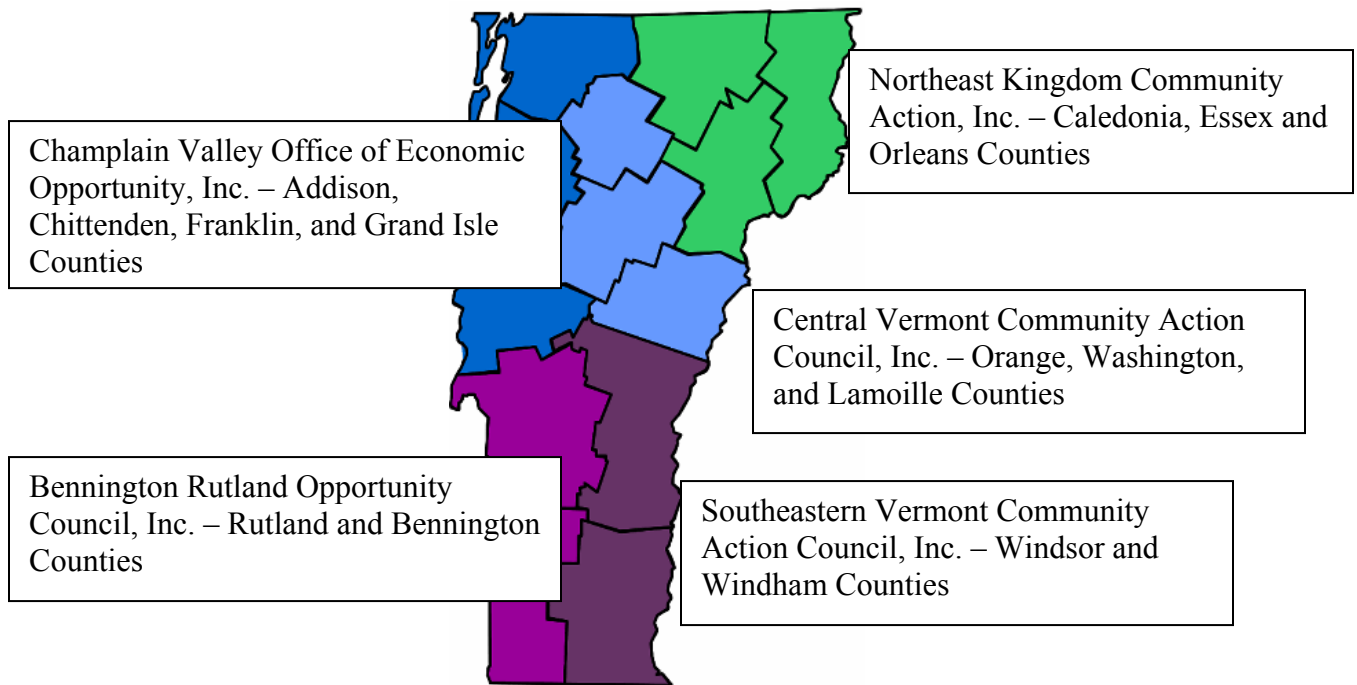 Northeast Kingdom Community
Action, Inc. – Caledonia, Essex and
Orleans Counties
Champlain Valley Office of Economic
Opportunity, Inc. – Addison,
Chittenden, Franklin, and Grand Isle
Counties
Central Vermont Community Action
Council, Inc. – Orange, Washington,
and Lamoille Counties
Bennington Rutland Opportunity
Council, Inc. – Rutland and Bennington
Counties
Southeastern Vermont Community
Action Council, Inc. – Windsor and
Windham Counties